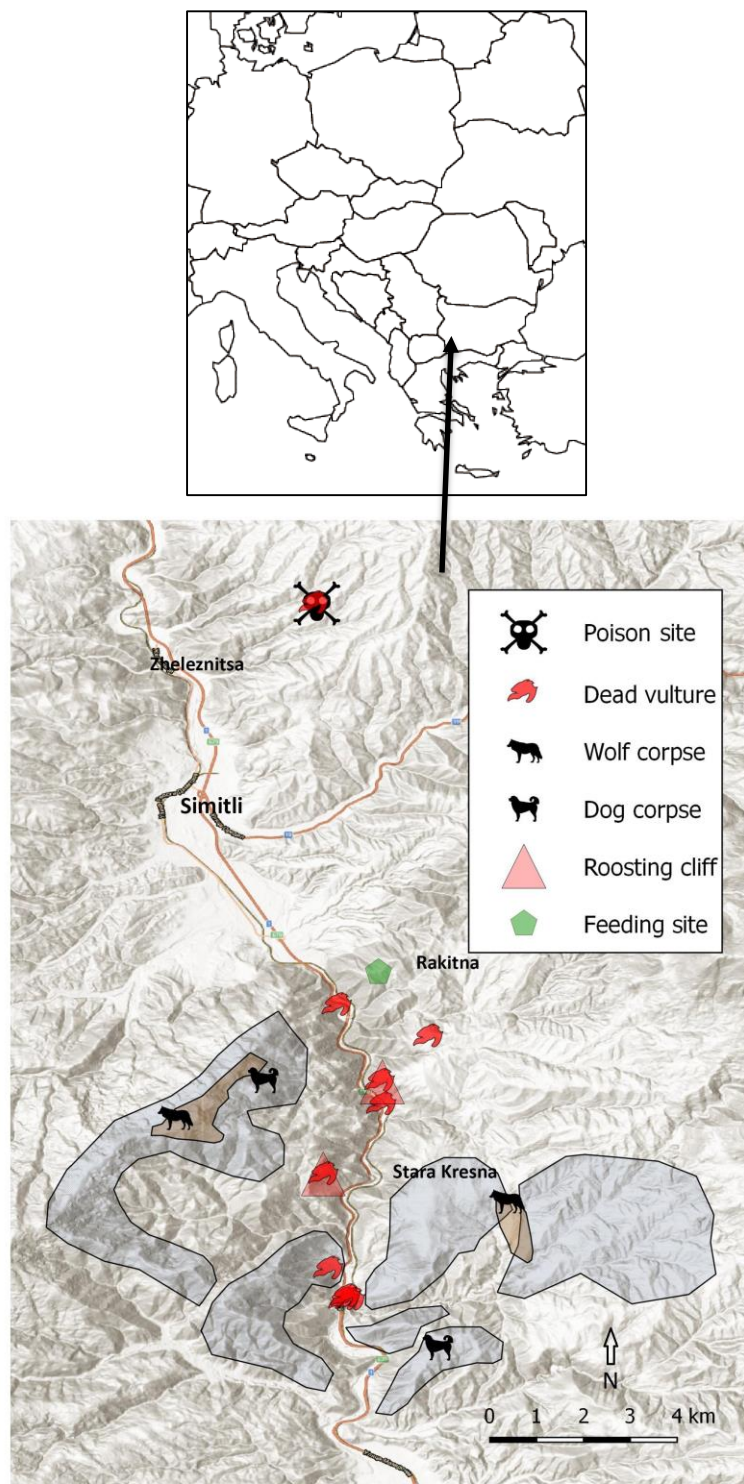 Zheleznitsa
Simitli
Rakitna
Stara Kresna
Poison site
Dead vulture
Wolf corpse
Dog corpse
Roosting cliff
Feeding site
N
0 1 2 3 4 km